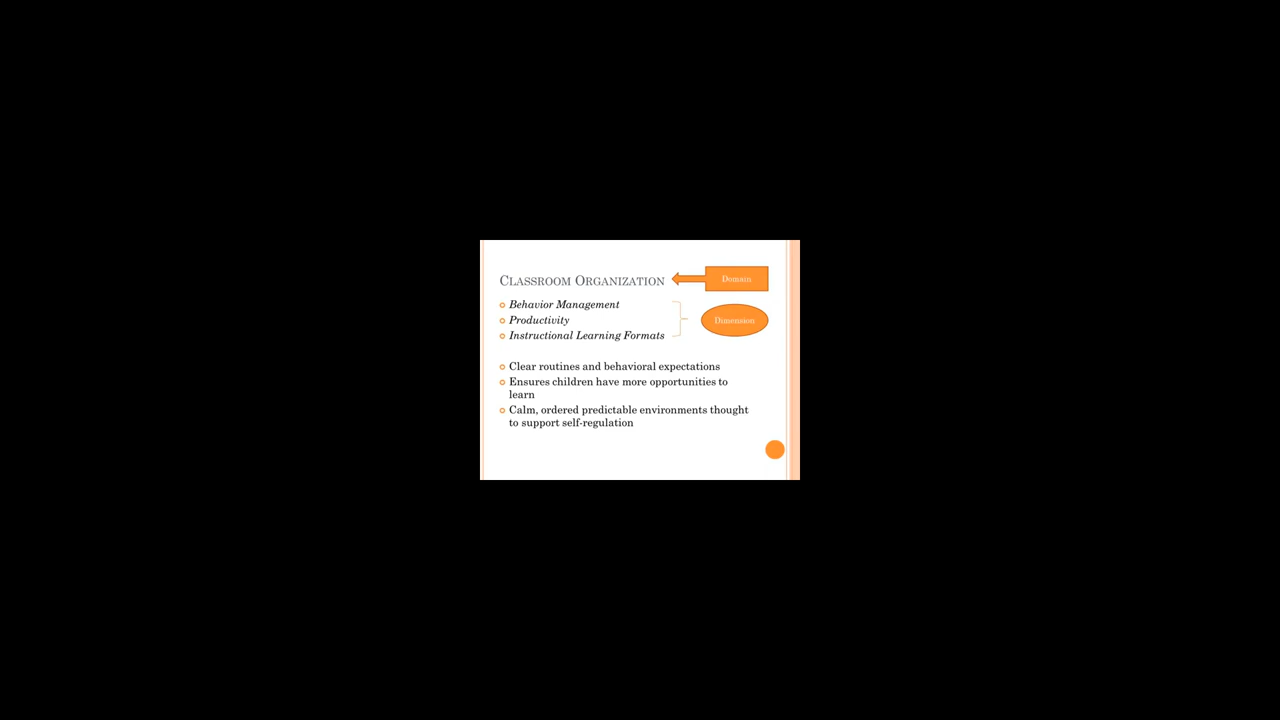 Classroom Organization
Domain
Behavior Management
Productivity
Instructional Learning Formats
Dimension
Clear routines and behavioral expectations
Ensures children have more opportunities to
learn
Calm, ordered predictable environments thought
to support self-regulation